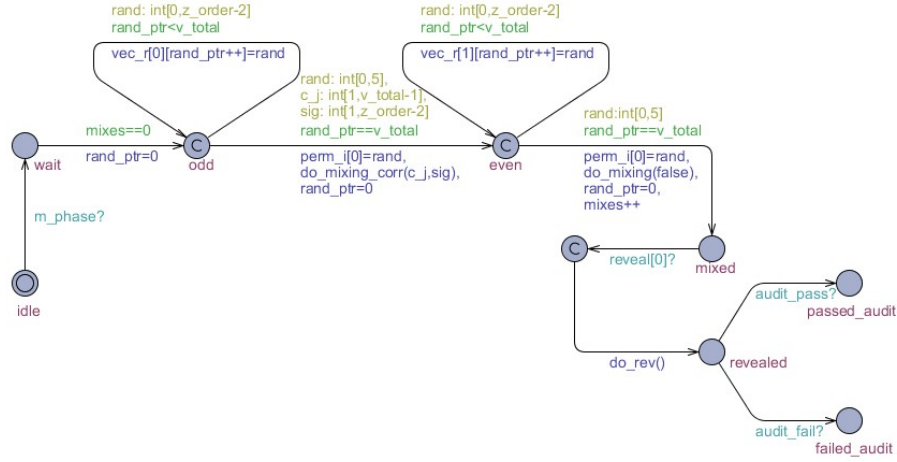 rand: int[0,z_order-2]
rand_ptr<v_total
vec_r[0][rand_ptr++]=rand
rand: int[0,z_order-2]
rand_ptr<v_total
vec_r[1][rand_ptr++]=rand
mixes==0
rand_ptr=0
wait
C
odd
rand: int[0,5],
c_j: int[1,v_total-1],
sig: int[1,z_order-2]
rand_ptr==v_total
perm_i[0]=rand,
do_mixing_corr(c_j,sig),
rand_ptr=0
C
even
rand:int[0,5]
rand_ptr==v_total
perm_i[0]=rand,
do_mixing(false),
rand_ptr=0,
mixes++
m_phase?
idle
C
reveal[0]?
mixed
do_rev()
revealed
audit_pass?
passed_audit
audit_fail?
failed_audit